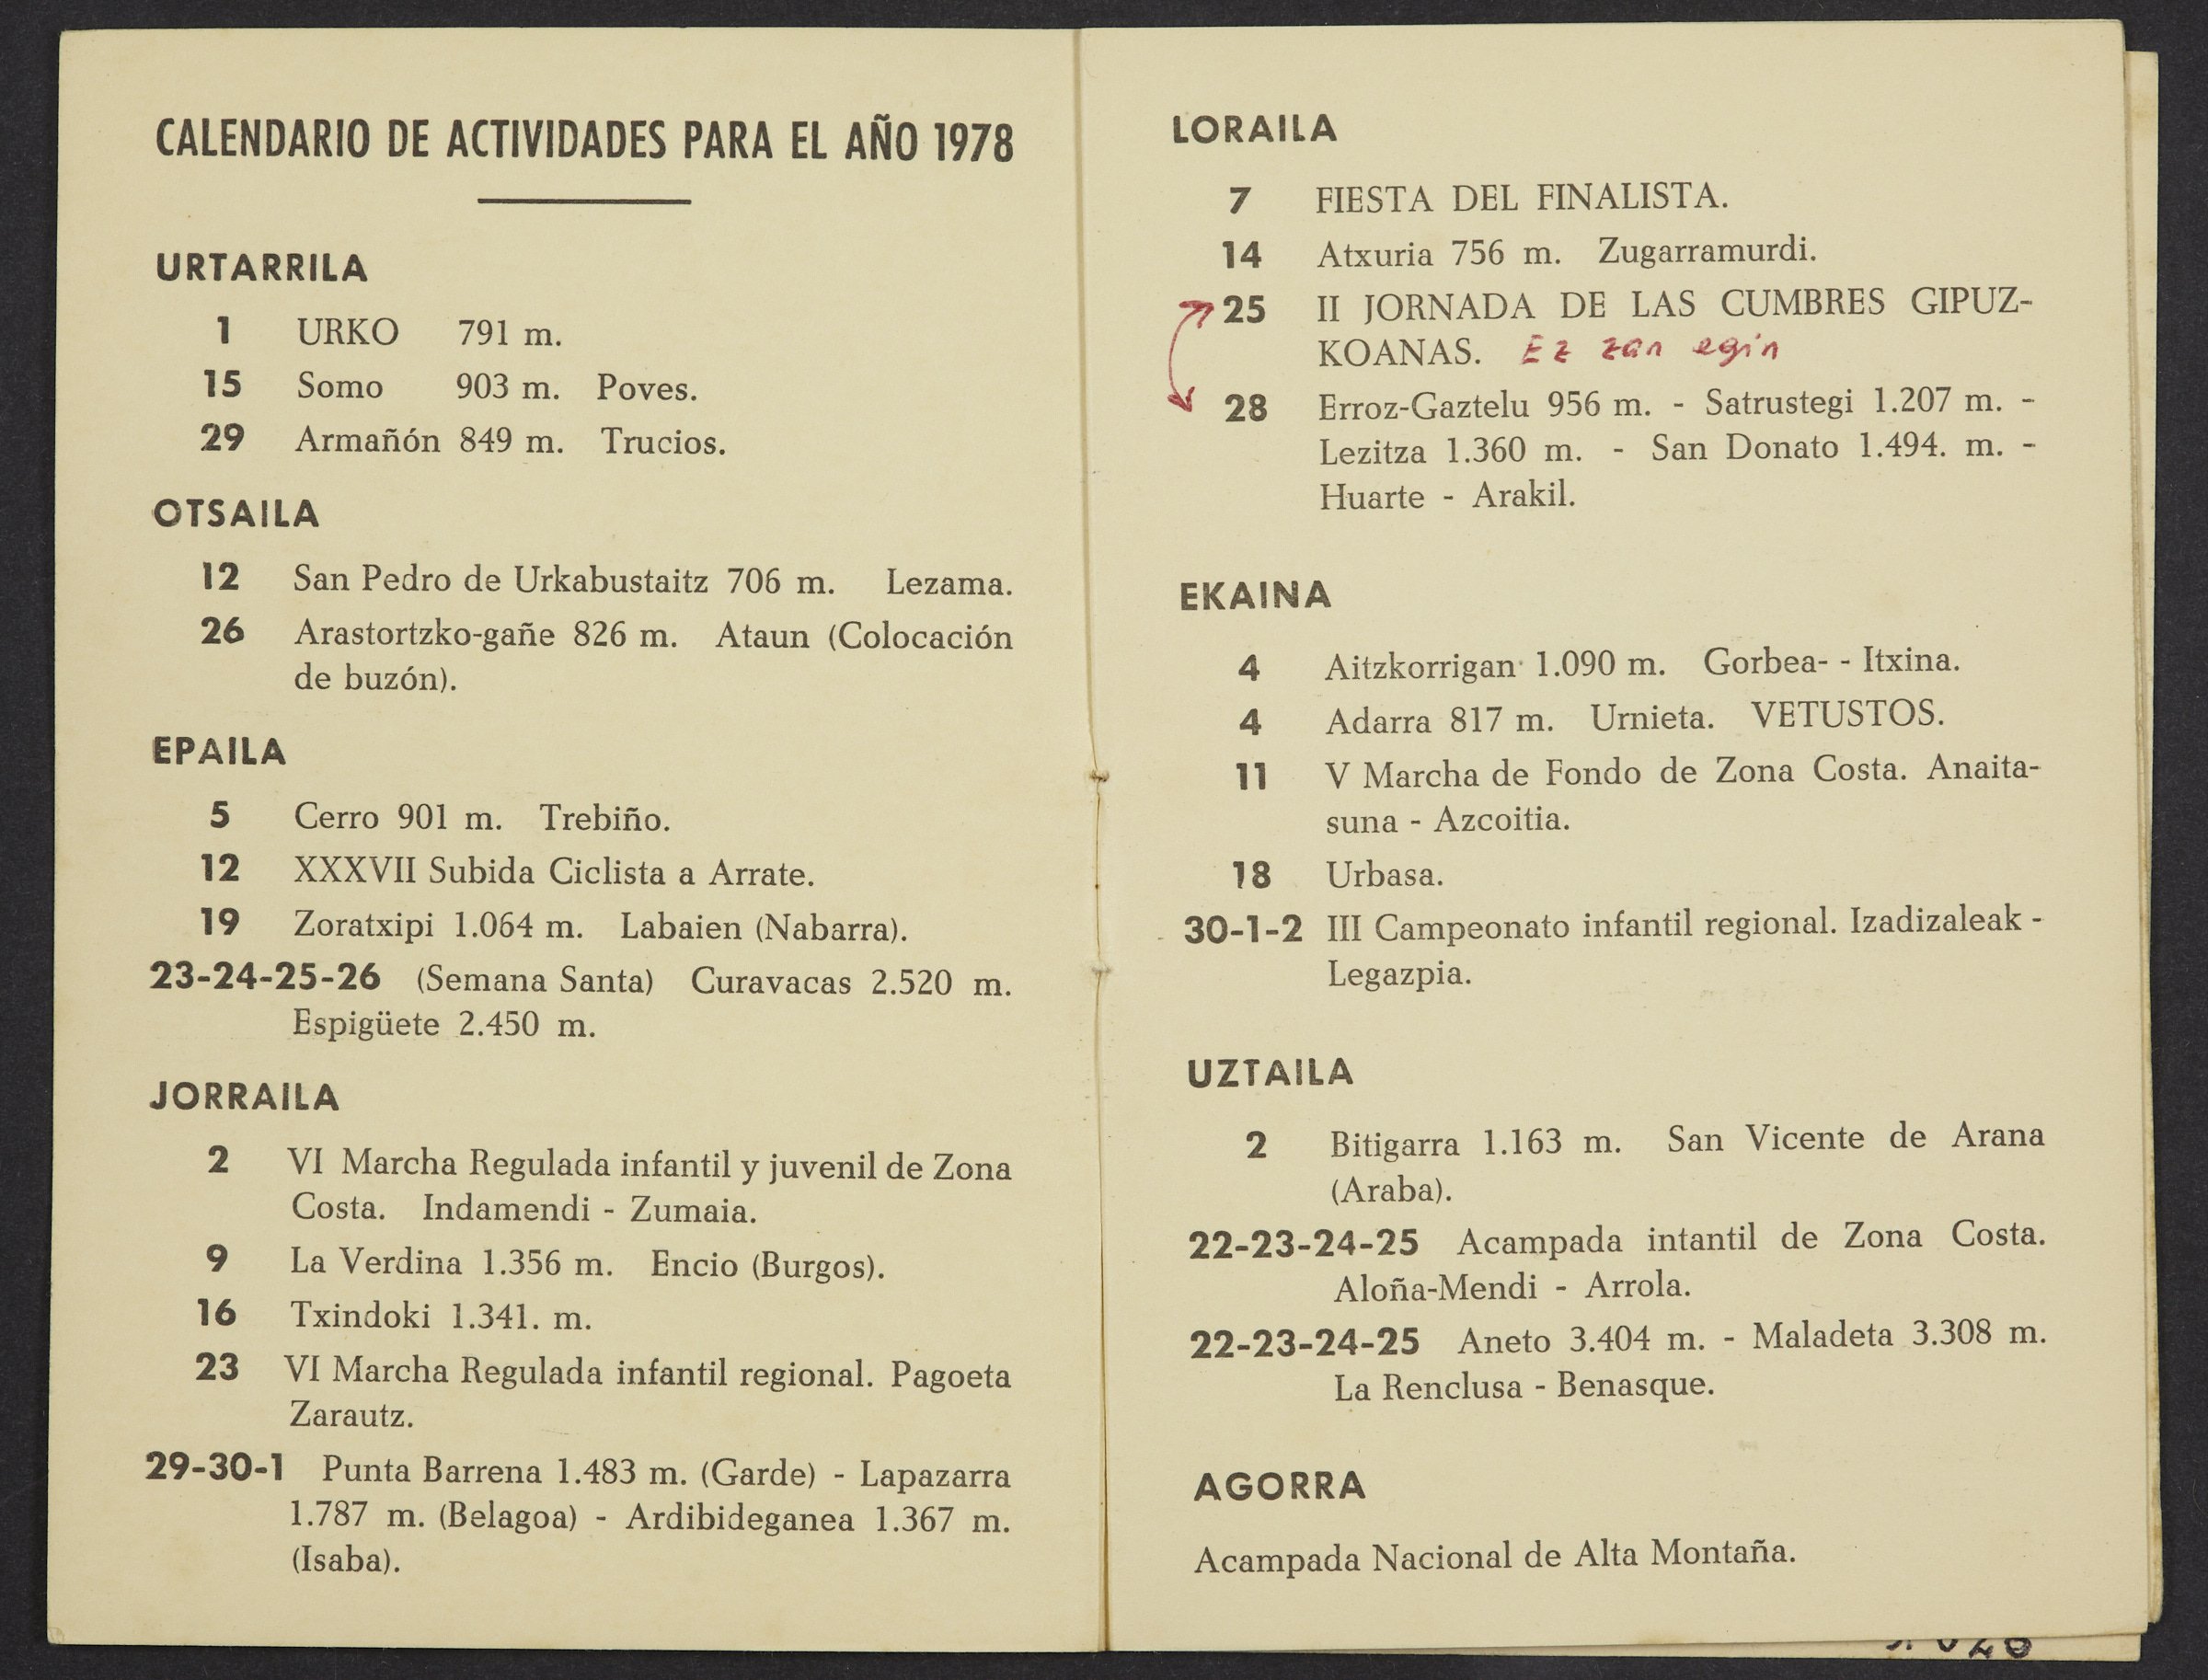 CALENDARIO DE ACTIVIDADES PARA EL AÑO 1978
URTARRILA
1 URKO 791 m.
15 Somo 903 m. Poves.
29 Armañón 849 m. Trucios.
OTSAILA
12 San Pedro de Urkabustaitz 706 m. Lezama.
26 Arastortzko-gañe 826 m. Ataun (Colocación
de buzón).
EPAILA
5 Cerro 901 m. Trebiño.
12 XXXVII Subida Ciclista a Arrate.
19 Zoratxipi 1.064 m. Labaien (Nabarra).
23-24-25-26 (Semana Santa) Curavacas 2.520 m.
Espigüete 2.450 m.
JORRAILA
2 VI Marcha Regulada infantil y juvenil de Zona
Costa. Indamendi - Zumaia.
9 La Verdina 1.356 m. Encio (Burgos).
16 Txindoki 1.341. m.
23 VI Marcha Regulada infantil regional. Pagoeta
Zarautz.
29-30-1 Punta Barrena 1.483 m. (Garde) - Lapazarra
1.787 m. (Belagoa) - Ardibideganea 1.367 m.
(Isaba).
LORAILA
7 FIESTA DEL FINALISTA.
14 Atxuria 756 m. Zugarramurdi.
25 II JORNADA DE LAS CUMBRES GIPUZ-
KOANAS. Ez zan egin
28 Erroz-Gaztelu 956 m. - Satrustegi 1.207 m. -
Lezitza 1.360 m. - San Donato 1.494. m. -
Huarte - Arakil.
EKAINA
4 Aitzkorrigan 1.090 m. Gorbea- - Itxina.
4 Adarra 817 m. Urnieta. VETUSTOS.
11 V Marcha de Fondo de Zona Costa. Anaita-
suna - Azcoitia.
18 Urbasa.
30-1-2 III Campeonato infantil regional. Izadizaleak -
Legazpia.
UZTAILA
2 Bitigarra 1.163 m. San Vicente de Arana
(Araba).
22-23-24-25 Acampada intantil de Zona Costa.
Aloña-Mendi - Arrola.
22-23-24-25 Aneto 3.404 m. - Maladeta 3.308 m.
La Renclusa - Benasque.
AGORRA
Acampada Nacional de Alta Montaña.